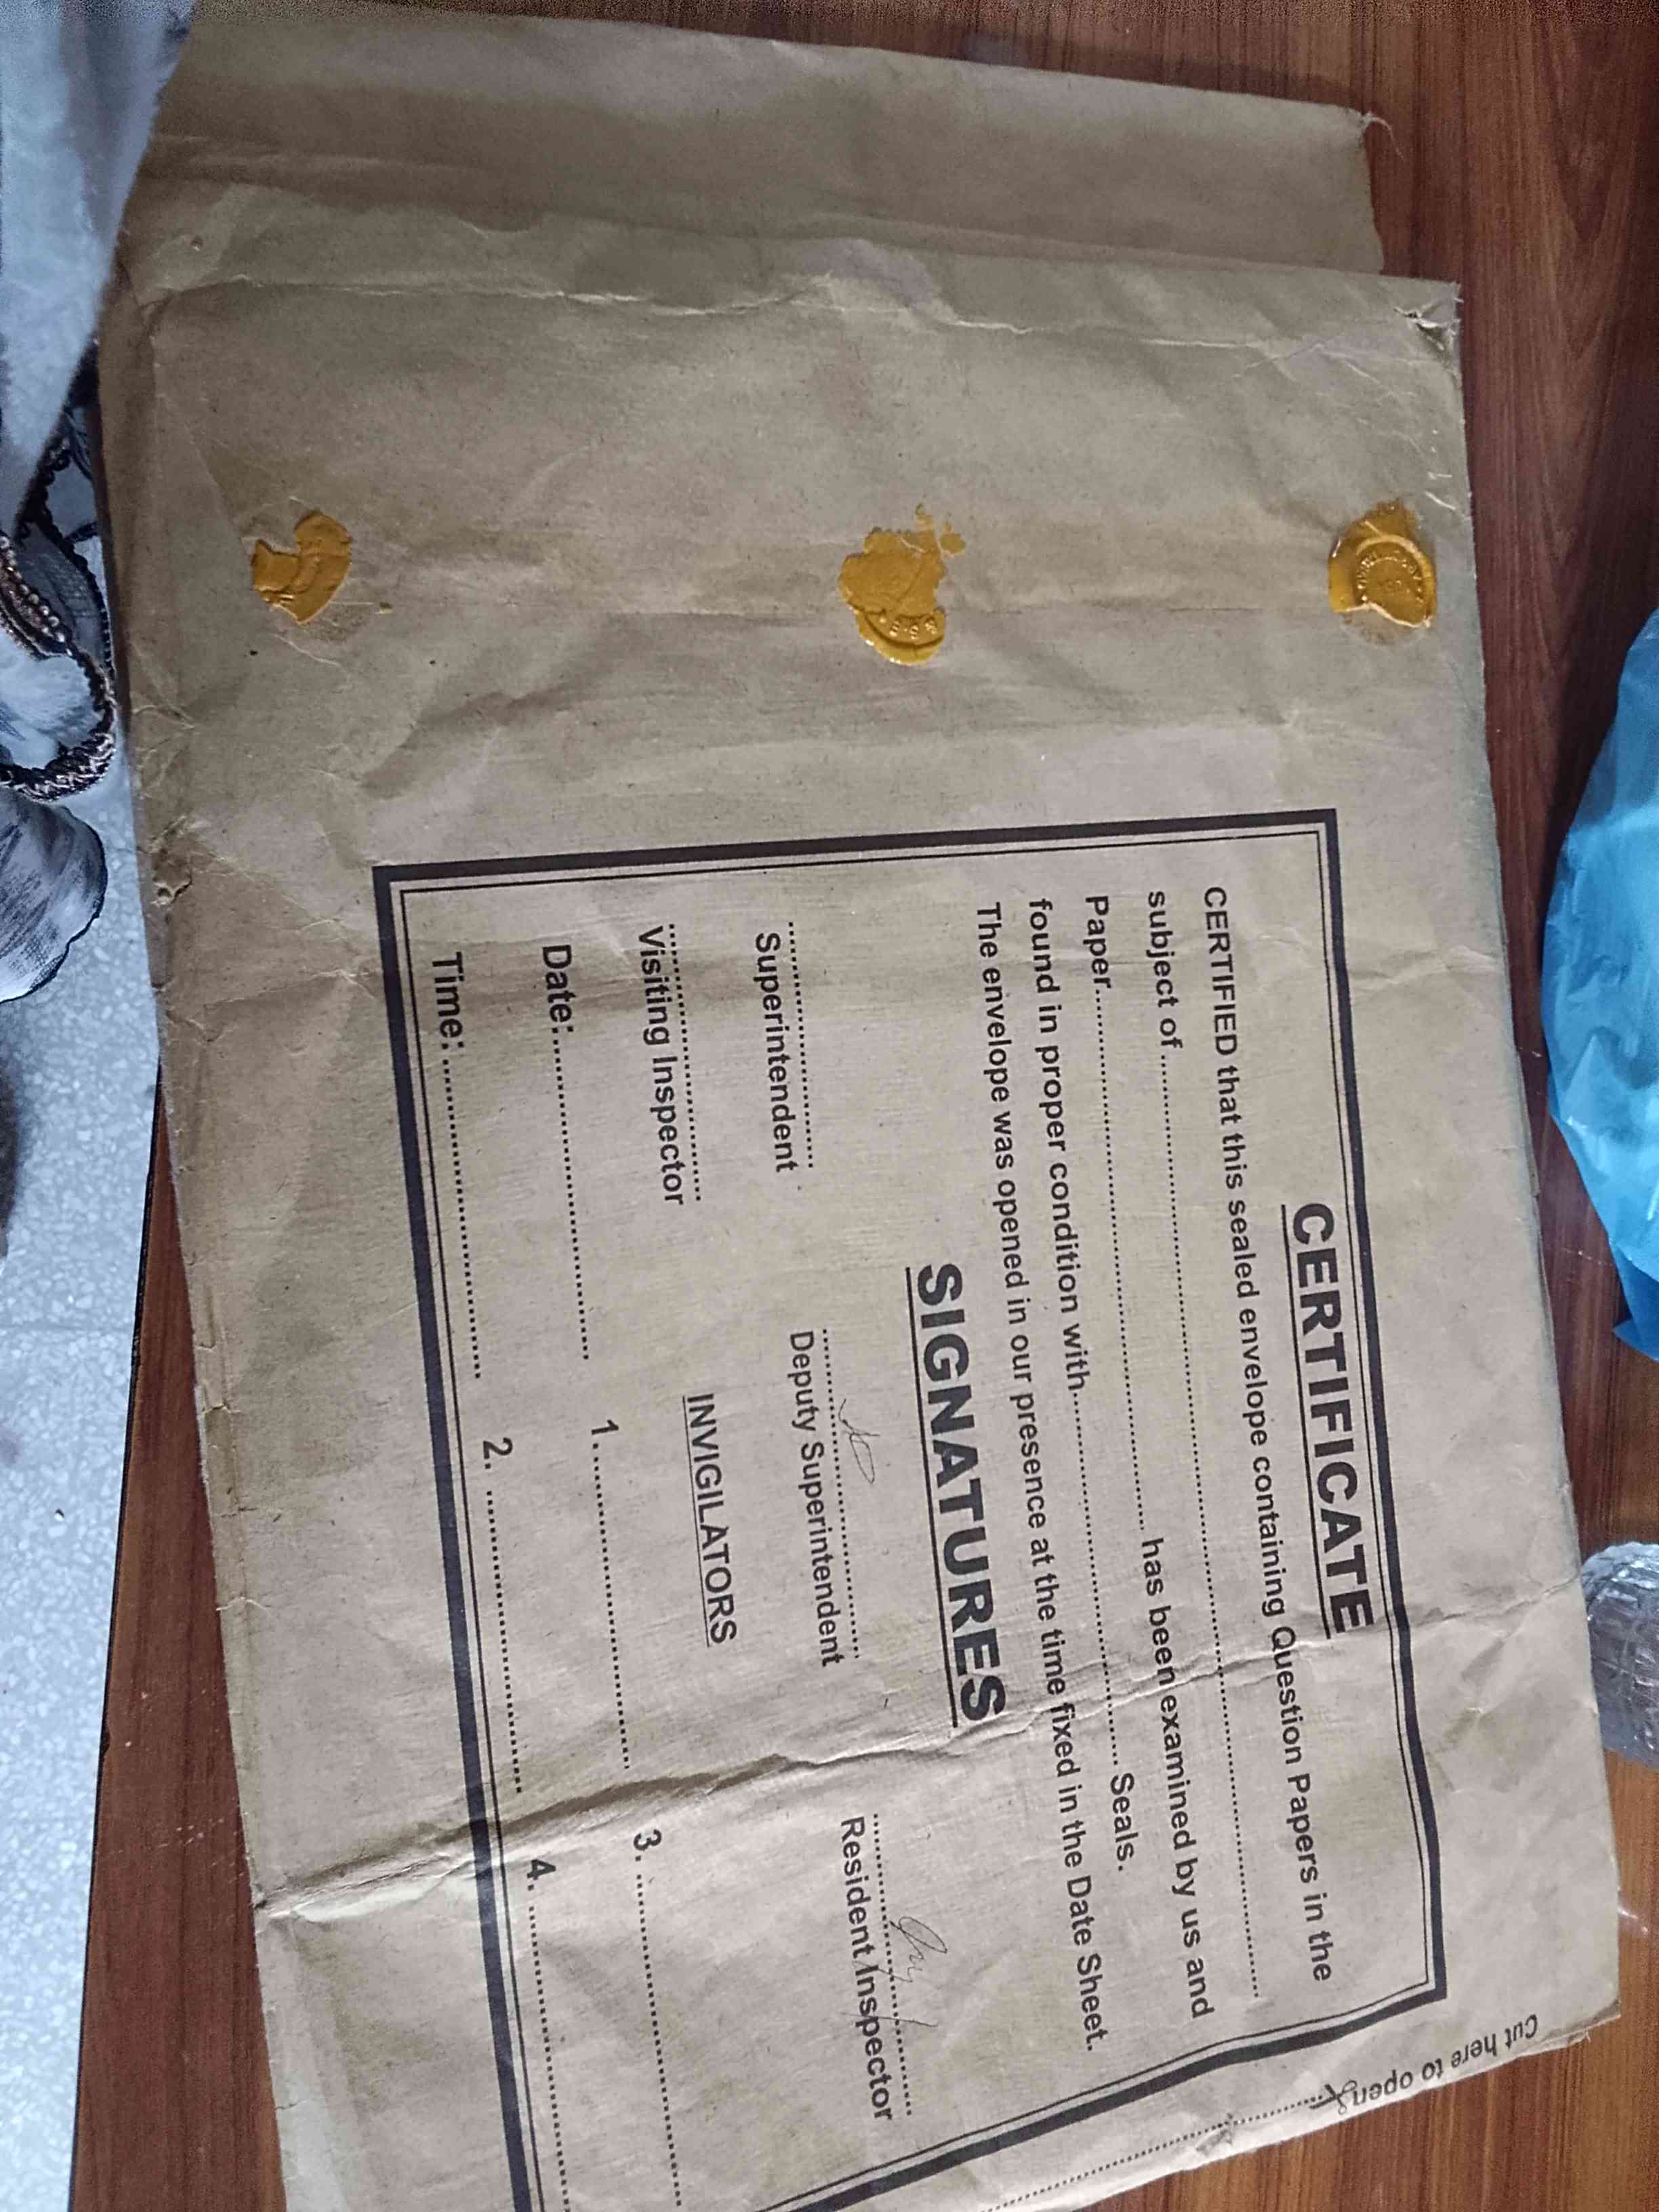 CERTIFICATE
CERTIFIED that this sealed envelope containing Question Papers in the
subject of..............................
Paper.............................. has been examined by us and
found in proper condition with.............................. Seals.
The envelope was opened in our presence at the time fixed in the Date Sheet.
SIGNATURES
Superintendent
Deputy Superintendent
Resident Inspector
Visiting Inspector
INVIGILATORS
Date:..............................
1...............................
3. ..............................
Time: ..............................
2. ..............................
4. ..............................
Cut here to open